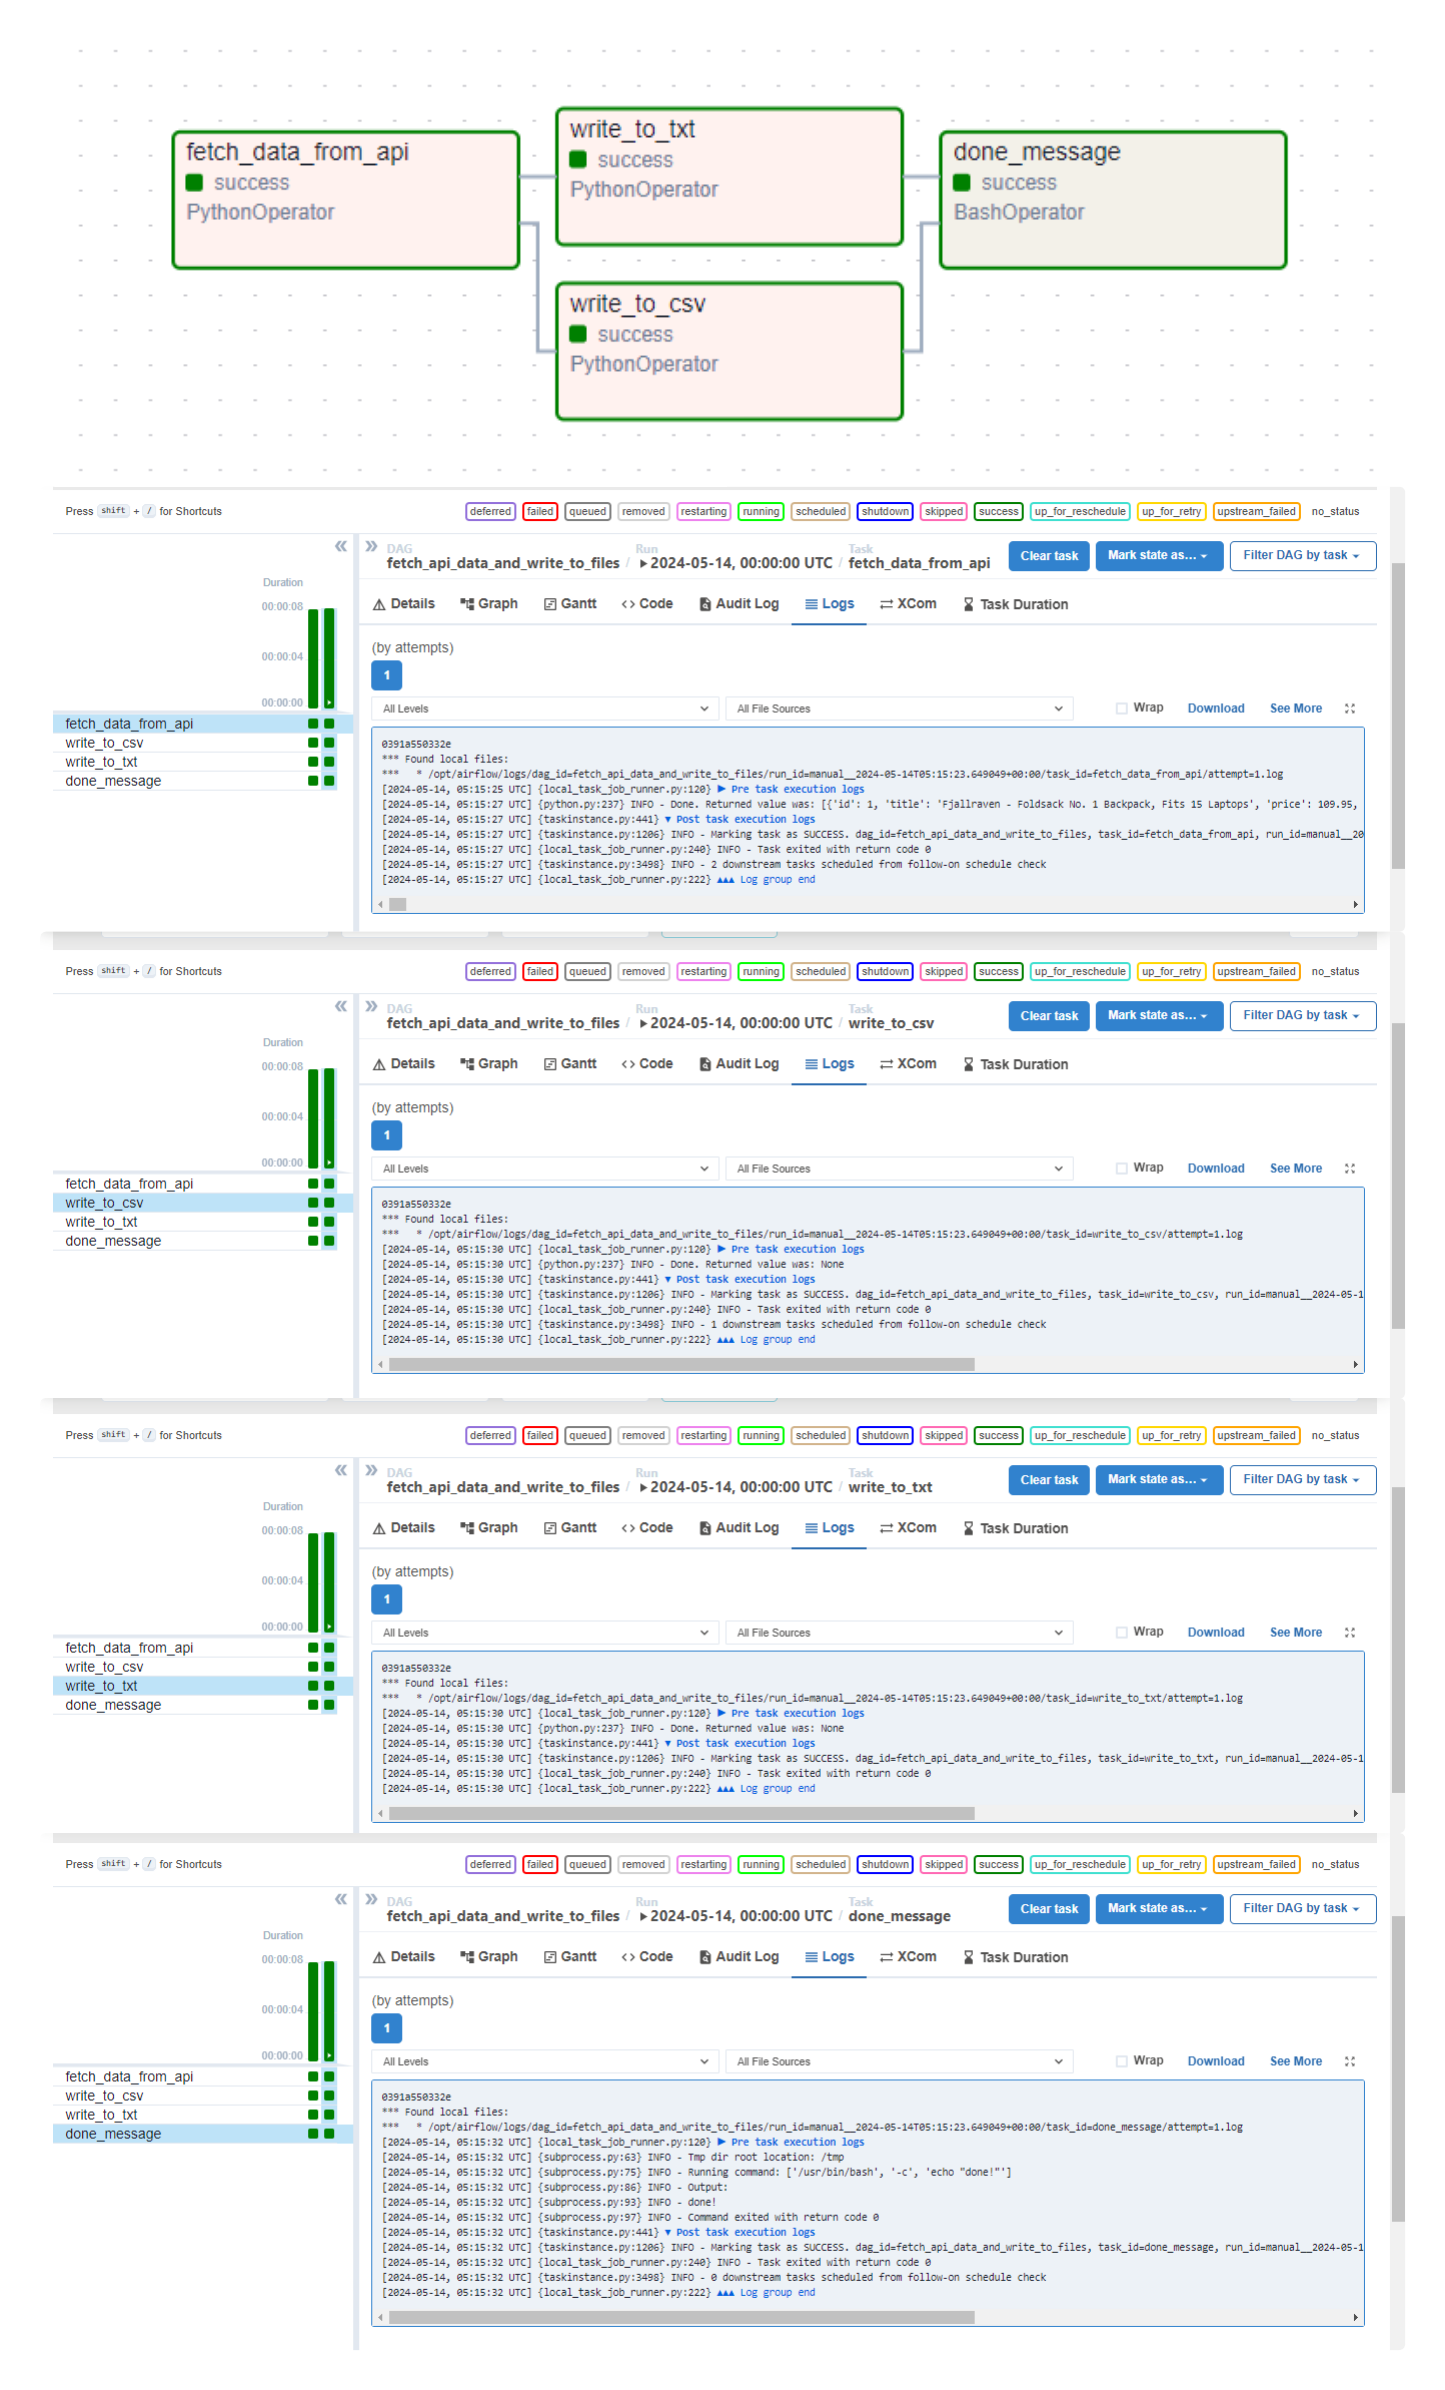 fetch_data_from_api
success
PythonOperator
write_to_txt
success
PythonOperator
write_to_csv
success
PythonOperator
done_message
success
BashOperator
Press shift + / for Shortcuts
deferred failed queued removed restarting running scheduled shutdown skipped success up_for_reschedule up_for_retry upstream_failed no_status
DAG Run Task
fetch_api_data_and_write_to_files / 2024-05-14, 00:00:00 UTC / fetch_data_from_api
Clear task Mark state as... Filter DAG by task
Duration
00:00:08
00:00:04
00:00:00
fetch_data_from_api
write_to_csv
write_to_txt
done_message
Details Graph Gantt Code Audit Log Logs XCom Task Duration
(by attempts)
1
All Levels All File Sources Wrap Download See More
0391a550332e
*** Found local files:
***   * /opt/airflow/logs/dag_id=fetch_api_data_and_write_to_files/run_id=manual__2024-05-14T05:15:23.649049+00:00/task_id=fetch_data_from_api/attempt=1.log
[2024-05-14, 05:15:25 UTC] {local_task_job_runner.py:120} ▶ Pre task execution logs
[2024-05-14, 05:15:27 UTC] {python.py:237} INFO - Done. Returned value was: [{'id': 1, 'title': 'Fjallraven - Foldsack No. 1 Backpack, Fits 15 Laptops', 'price': 109.95,
[2024-05-14, 05:15:27 UTC] {taskinstance.py:441} ▼ Post task execution logs
[2024-05-14, 05:15:27 UTC] {taskinstance.py:1206} INFO - Marking task as SUCCESS. dag_id=fetch_api_data_and_write_to_files, task_id=fetch_data_from_api, run_id=manual__20
[2024-05-14, 05:15:27 UTC] {local_task_job_runner.py:240} INFO - Task exited with return code 0
[2024-05-14, 05:15:27 UTC] {taskinstance.py:3498} INFO - 2 downstream tasks scheduled from follow-on schedule check
[2024-05-14, 05:15:27 UTC] {local_task_job_runner.py:222} ▲▲▲ Log group end
Press shift + / for Shortcuts
deferred failed queued removed restarting running scheduled shutdown skipped success up_for_reschedule up_for_retry upstream_failed no_status
DAG Run Task
fetch_api_data_and_write_to_files / 2024-05-14, 00:00:00 UTC / write_to_csv
Clear task Mark state as... Filter DAG by task
Duration
00:00:08
00:00:04
00:00:00
fetch_data_from_api
write_to_csv
write_to_txt
done_message
Details Graph Gantt Code Audit Log Logs XCom Task Duration
(by attempts)
1
All Levels All File Sources Wrap Download See More
0391a550332e
*** Found local files:
***   * /opt/airflow/logs/dag_id=fetch_api_data_and_write_to_files/run_id=manual__2024-05-14T05:15:23.649049+00:00/task_id=write_to_csv/attempt=1.log
[2024-05-14, 05:15:30 UTC] {local_task_job_runner.py:120} ▶ Pre task execution logs
[2024-05-14, 05:15:30 UTC] {python.py:237} INFO - Done. Returned value was: None
[2024-05-14, 05:15:30 UTC] {taskinstance.py:441} ▼ Post task execution logs
[2024-05-14, 05:15:30 UTC] {taskinstance.py:1206} INFO - Marking task as SUCCESS. dag_id=fetch_api_data_and_write_to_files, task_id=write_to_csv, run_id=manual__2024-05-1
[2024-05-14, 05:15:30 UTC] {local_task_job_runner.py:240} INFO - Task exited with return code 0
[2024-05-14, 05:15:30 UTC] {taskinstance.py:3498} INFO - 1 downstream tasks scheduled from follow-on schedule check
[2024-05-14, 05:15:30 UTC] {local_task_job_runner.py:222} ▲▲▲ Log group end
Press shift + / for Shortcuts
deferred failed queued removed restarting running scheduled shutdown skipped success up_for_reschedule up_for_retry upstream_failed no_status
DAG Run Task
fetch_api_data_and_write_to_files / 2024-05-14, 00:00:00 UTC / write_to_txt
Clear task Mark state as... Filter DAG by task
Duration
00:00:08
00:00:04
00:00:00
fetch_data_from_api
write_to_csv
write_to_txt
done_message
Details Graph Gantt Code Audit Log Logs XCom Task Duration
(by attempts)
1
All Levels All File Sources Wrap Download See More
0391a550332e
*** Found local files:
***   * /opt/airflow/logs/dag_id=fetch_api_data_and_write_to_files/run_id=manual__2024-05-14T05:15:23.649049+00:00/task_id=write_to_txt/attempt=1.log
[2024-05-14, 05:15:30 UTC] {local_task_job_runner.py:120} ▶ Pre task execution logs
[2024-05-14, 05:15:30 UTC] {python.py:237} INFO - Done. Returned value was: None
[2024-05-14, 05:15:30 UTC] {taskinstance.py:441} ▼ Post task execution logs
[2024-05-14, 05:15:30 UTC] {taskinstance.py:1206} INFO - Marking task as SUCCESS. dag_id=fetch_api_data_and_write_to_files, task_id=write_to_txt, run_id=manual__2024-05-1
[2024-05-14, 05:15:30 UTC] {local_task_job_runner.py:240} INFO - Task exited with return code 0
[2024-05-14, 05:15:30 UTC] {local_task_job_runner.py:222} ▲▲▲ Log group end
Press shift + / for Shortcuts
deferred failed queued removed restarting running scheduled shutdown skipped success up_for_reschedule up_for_retry upstream_failed no_status
DAG Run Task
fetch_api_data_and_write_to_files / 2024-05-14, 00:00:00 UTC / done_message
Clear task Mark state as... Filter DAG by task
Duration
00:00:08
00:00:04
00:00:00
fetch_data_from_api
write_to_csv
write_to_txt
done_message
Details Graph Gantt Code Audit Log Logs XCom Task Duration
(by attempts)
1
All Levels All File Sources Wrap Download See More
0391a550332e
*** Found local files:
***   * /opt/airflow/logs/dag_id=fetch_api_data_and_write_to_files/run_id=manual__2024-05-14T05:15:23.649049+00:00/task_id=done_message/attempt=1.log
[2024-05-14, 05:15:32 UTC] {local_task_job_runner.py:120} ▶ Pre task execution logs
[2024-05-14, 05:15:32 UTC] {subprocess.py:63} INFO - Tmp dir root location: /tmp
[2024-05-14, 05:15:32 UTC] {subprocess.py:75} INFO - Running command: ['/usr/bin/bash', '-c', 'echo "done!"']
[2024-05-14, 05:15:32 UTC] {subprocess.py:86} INFO - Output:
[2024-05-14, 05:15:32 UTC] {subprocess.py:93} INFO - done!
[2024-05-14, 05:15:32 UTC] {subprocess.py:97} INFO - Command exited with return code 0
[2024-05-14, 05:15:32 UTC] {taskinstance.py:441} ▼ Post task execution logs
[2024-05-14, 05:15:32 UTC] {taskinstance.py:1206} INFO - Marking task as SUCCESS. dag_id=fetch_api_data_and_write_to_files, task_id=done_message, run_id=manual__2024-05-1
[2024-05-14, 05:15:32 UTC] {local_task_job_runner.py:240} INFO - Task exited with return code 0
[2024-05-14, 05:15:32 UTC] {taskinstance.py:3498} INFO - 0 downstream tasks scheduled from follow-on schedule check
[2024-05-14, 05:15:32 UTC] {local_task_job_runner.py:222} ▲▲▲ Log group end